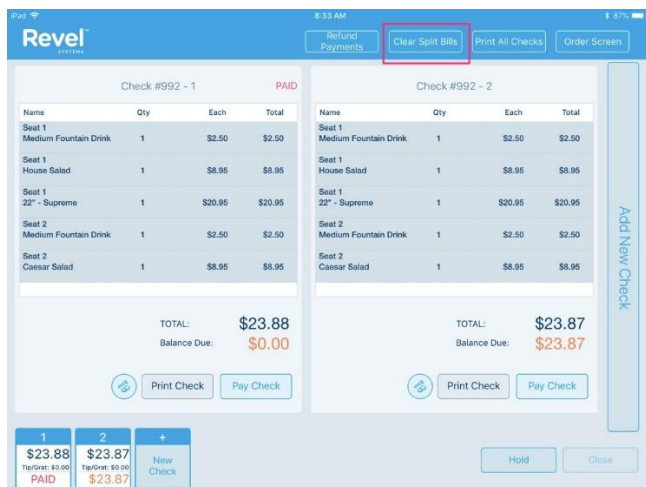 iPad 8:33 AM 87%
Revel
SYSTEMS
Refund
Payments
Clear Split Bills
Print All Checks
Order Screen
Check #992 - 1 PAID
Name Qty Each Total
Seat 1
Medium Fountain Drink 1 $2.50 $2.50
Seat 1
House Salad 1 $8.95 $8.95
Seat 1
22" - Supreme 1 $20.95 $20.95
Seat 2
Medium Fountain Drink 1 $2.50 $2.50
Seat 2
Caesar Salad 1 $8.95 $8.95
TOTAL: $23.88
Balance Due: $0.00
Print Check
Pay Check
Check #992 - 2
Name Qty Each Total
Seat 1
Medium Fountain Drink 1 $2.50 $2.50
Seat 1
House Salad 1 $8.95 $8.95
Seat 1
22" - Supreme 1 $20.95 $20.95
Seat 2
Medium Fountain Drink 1 $2.50 $2.50
Seat 2
Caesar Salad 1 $8.95 $8.95
TOTAL: $23.87
Balance Due: $23.87
Print Check
Pay Check
Add New Check
1
$23.88
Tip/Grat: $0.00
PAID
2
$23.87
Tip/Grat: $0.00
$23.87
+
New
Check
Hold
Close